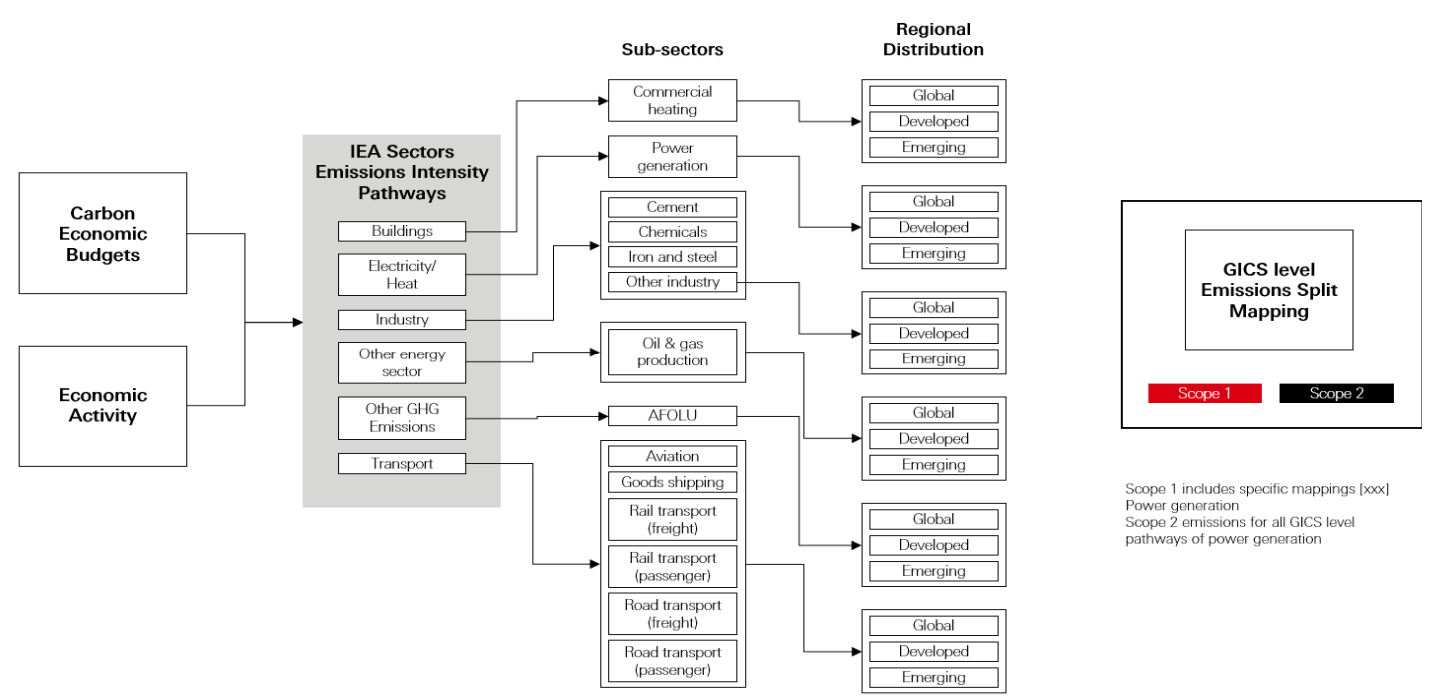 Carbon
Economic
Budgets
Economic
Activity
IEA Sectors
Emissions Intensity
Pathways
Buildings
Electricity/
Heat
Industry
Other energy
sector
Other GHG
Emissions
Transport
Sub-sectors
Commercial
heating
Power
generation
Cement
Chemicals
Iron and steel
Other industry
Oil & gas
production
AFOLU
Aviation
Goods shipping
Rail transport
(freight)
Rail transport
(passenger)
Road transport
(freight)
Road transport
(passenger)
Regional
Distribution
Global
Developed
Emerging
Global
Developed
Emerging
Global
Developed
Emerging
Global
Developed
Emerging
Global
Developed
Emerging
Global
Developed
Emerging
GICS level
Emissions Split
Mapping
Scope 1
Scope 2
Scope 1 includes specific mappings [xxx]
Power generation
Scope 2 emissions for all GICS level
pathways of power generation